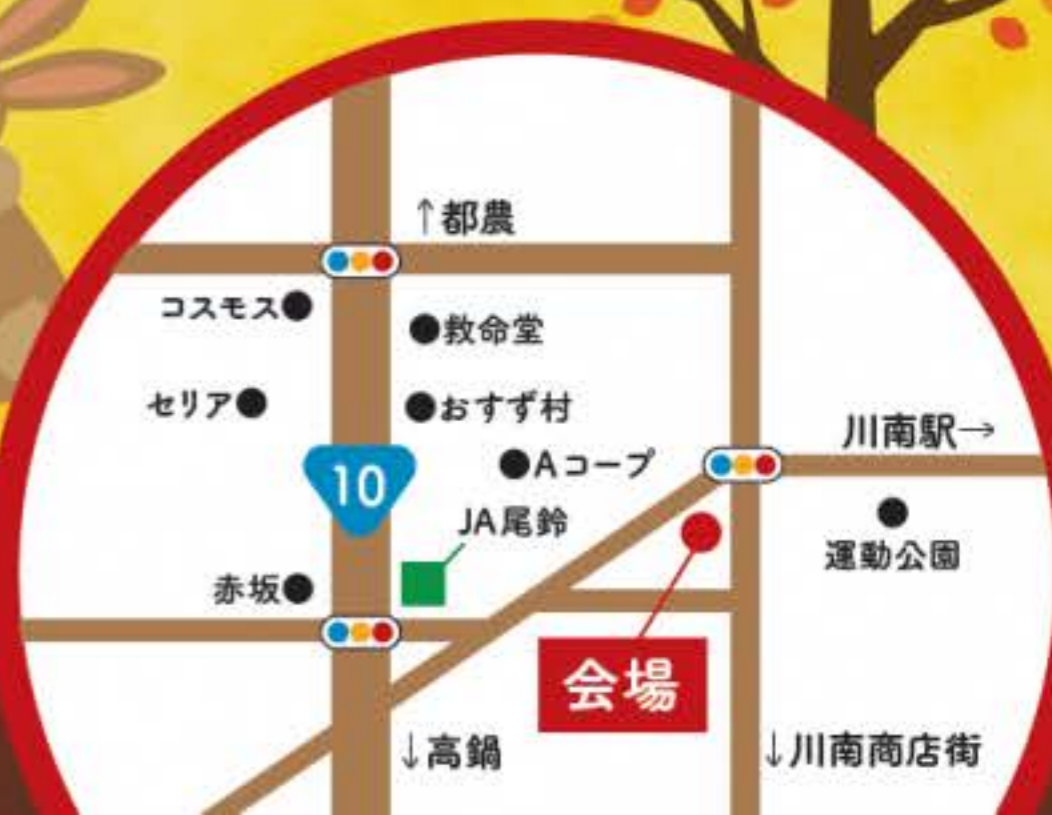 ↑都農
コスモス
救命堂
セリア
おすず村
川南駅→
Aコープ
10
JA尾鈴
運動公園
赤坂
会場
↓高鍋
↓川南商店街